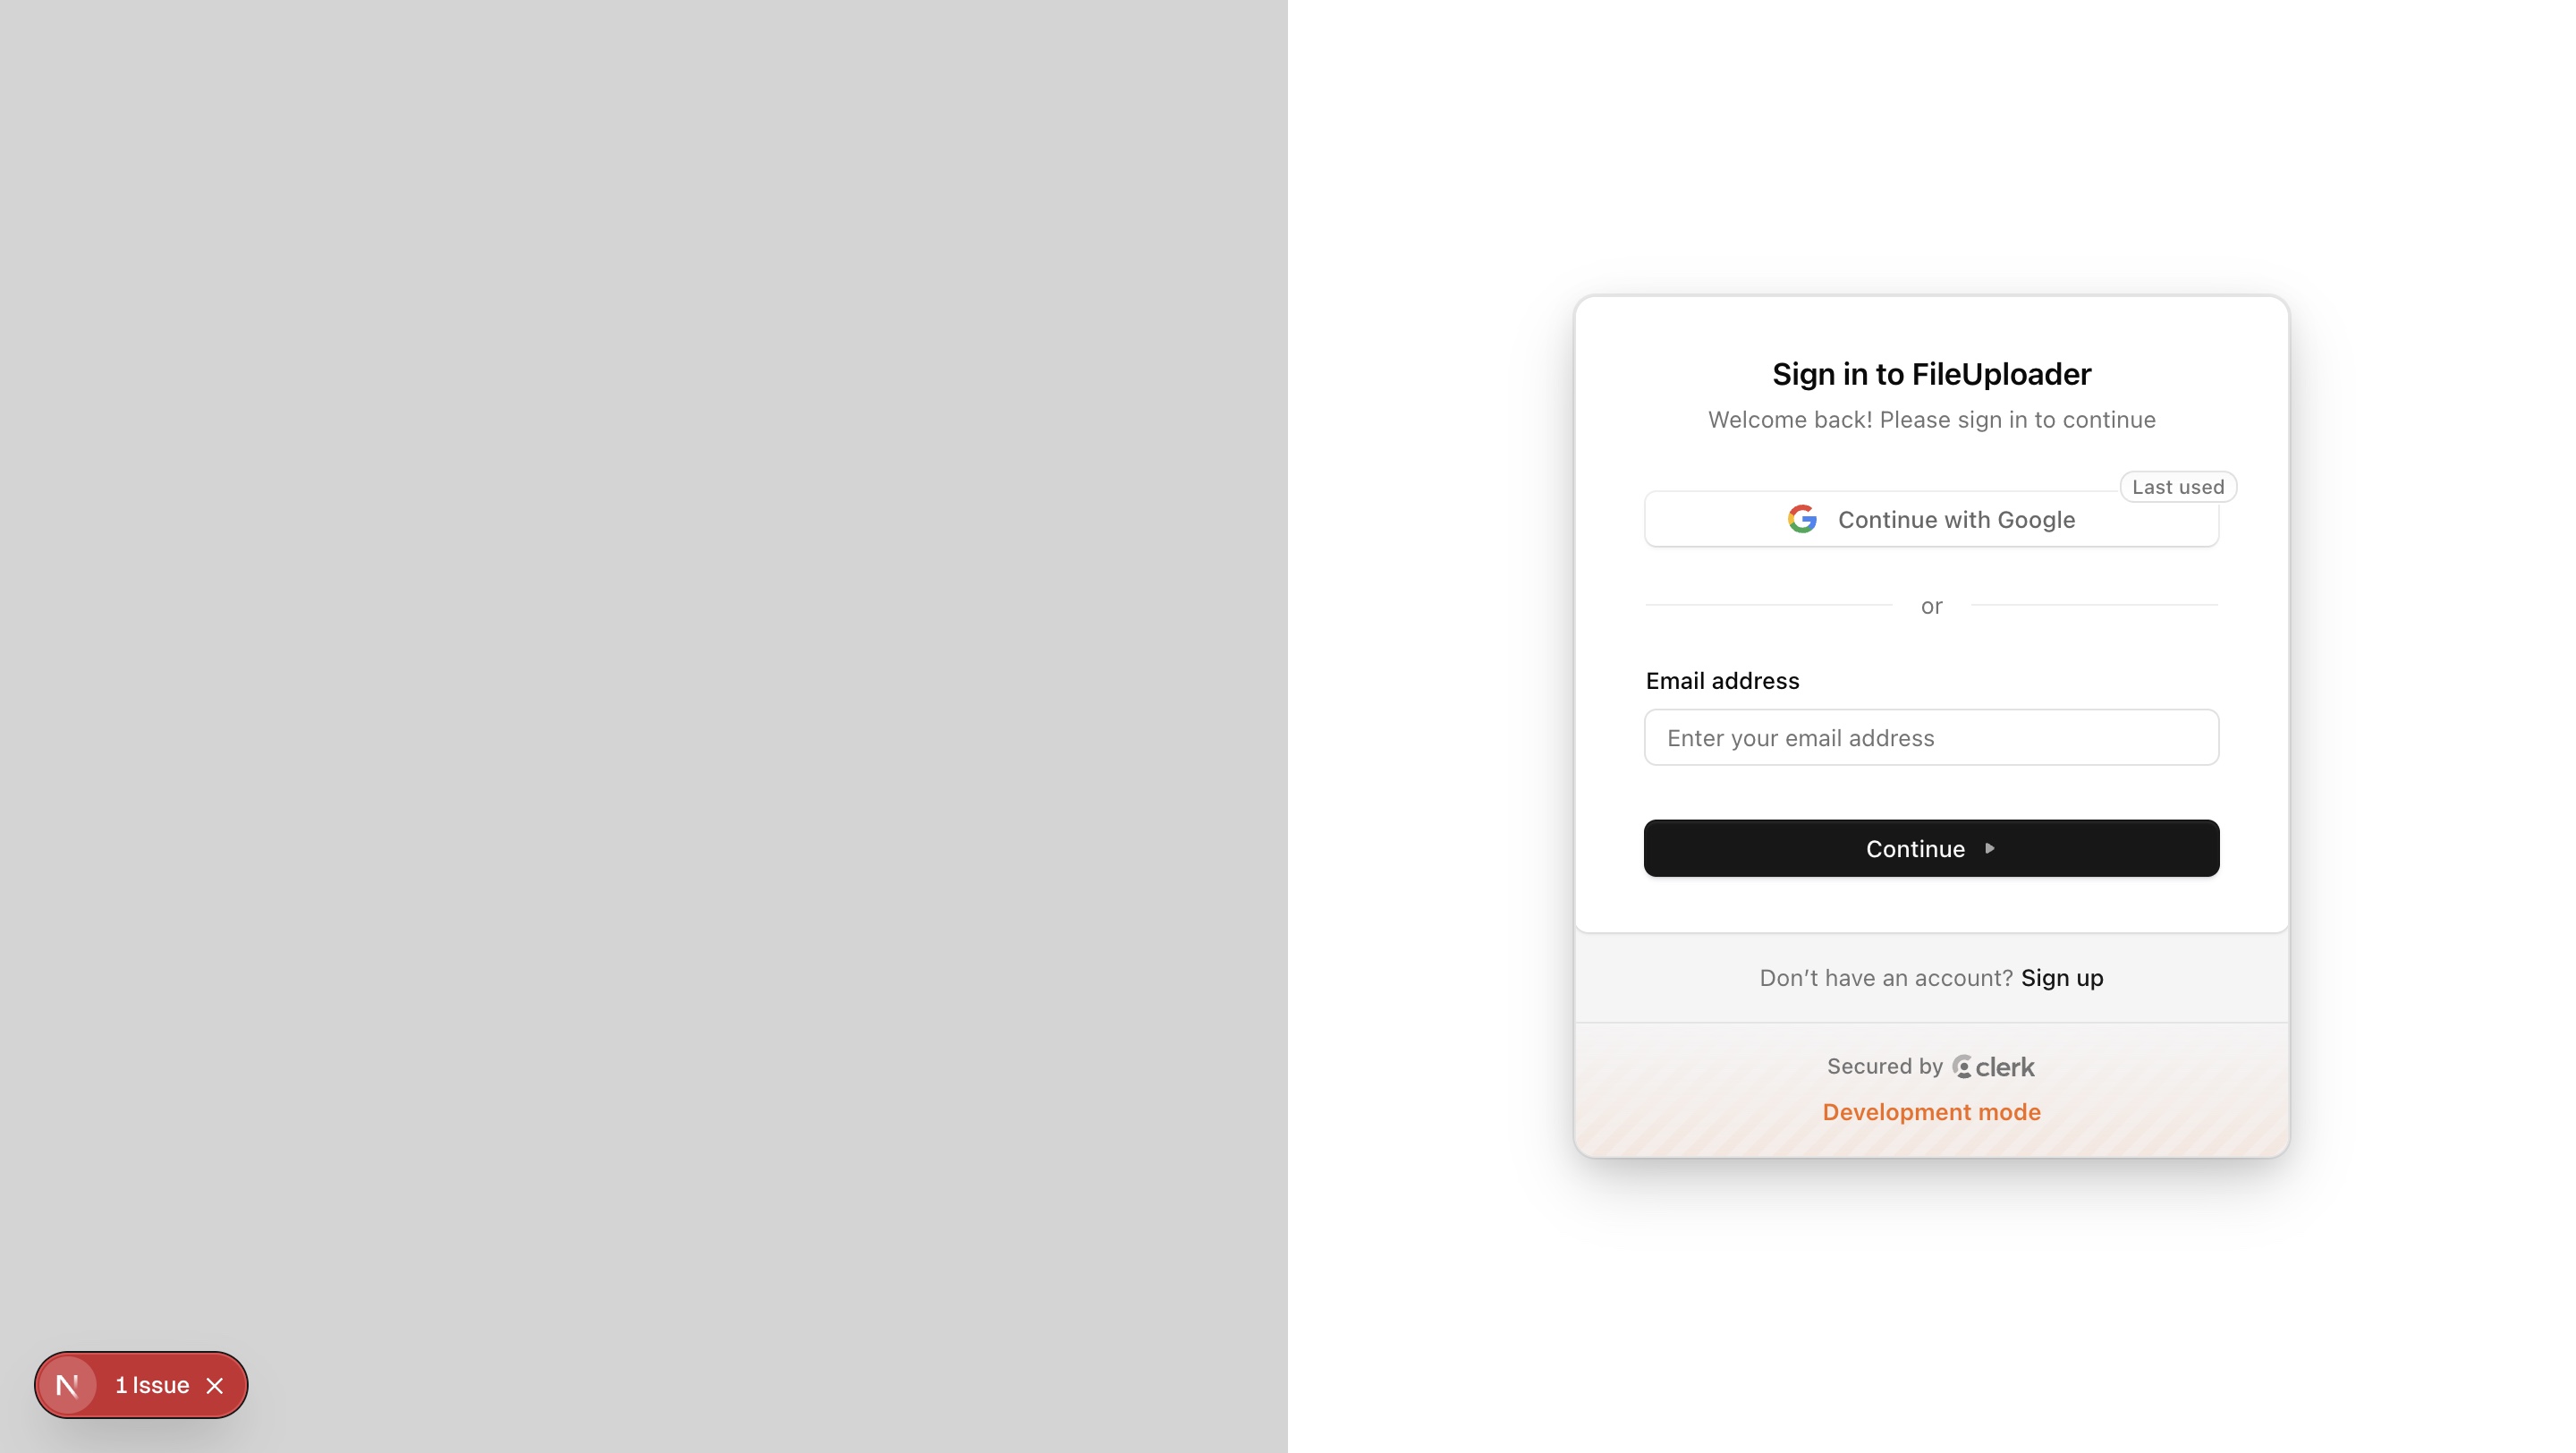 Sign in to FileUploader
Welcome back! Please sign in to continue
Last used
Continue with Google
or
Email address
Enter your email address
Continue
Don’t have an account? Sign up
Secured by clerk
Development mode
N 1 Issue